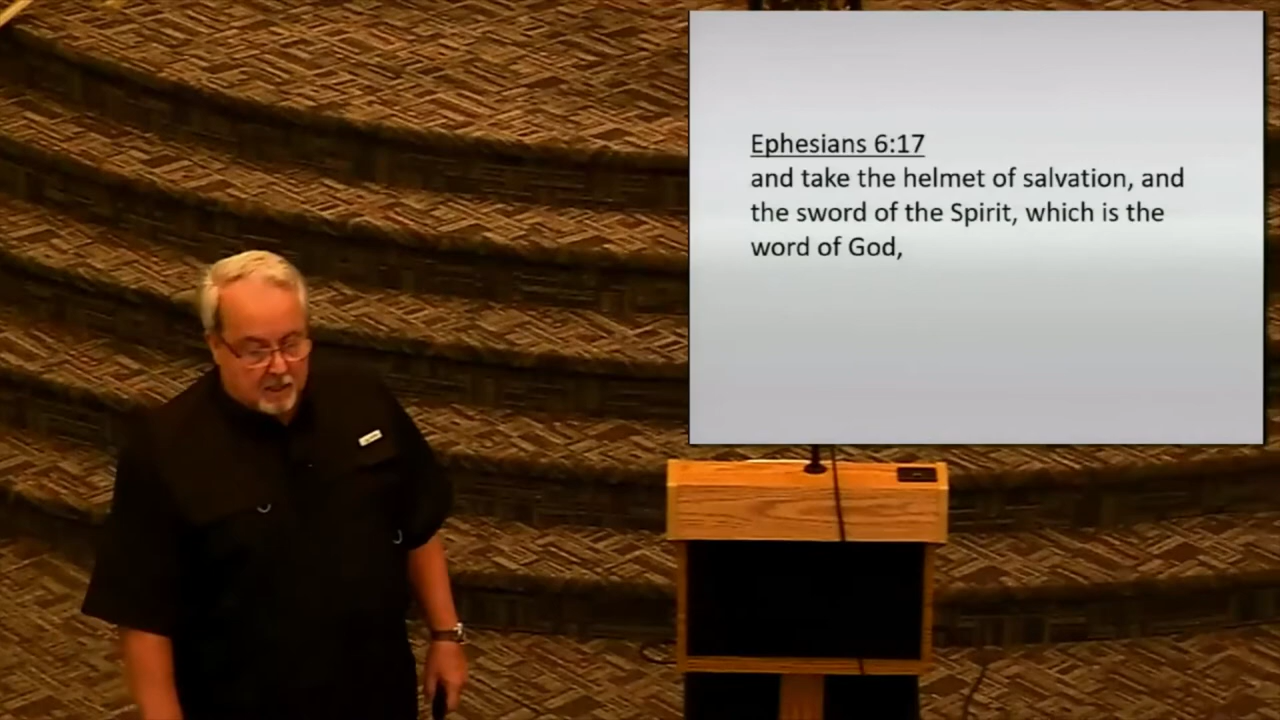 Ephesians 6:17
and take the helmet of salvation, and
the sword of the Spirit, which is the
word of God,